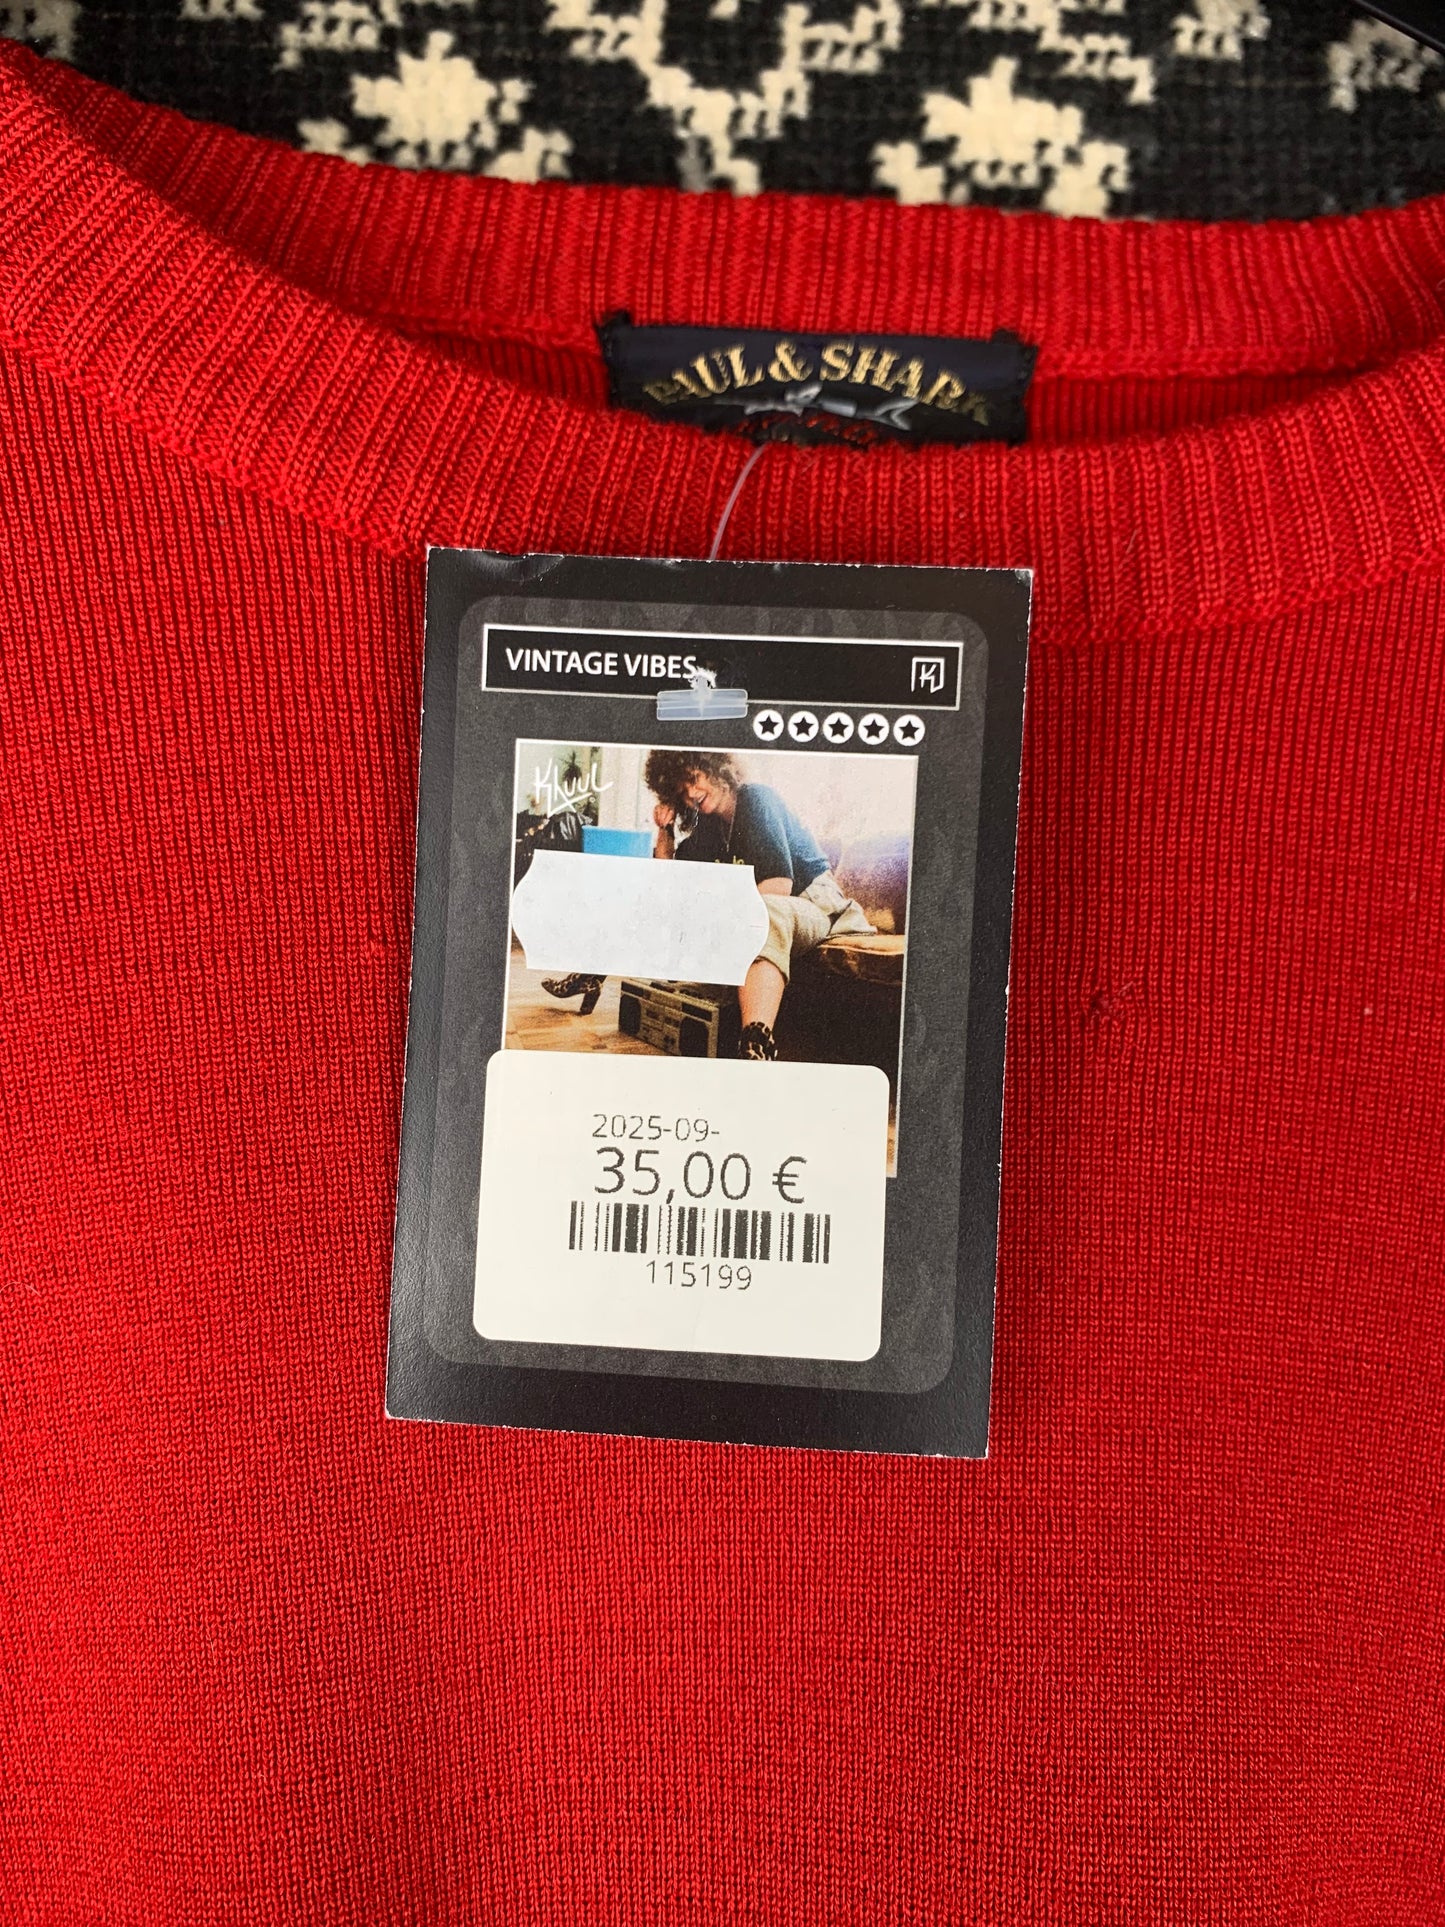 PAUL & SHARK
VINTAGE VIBES
Khuul
2025-09-
35,00 €
115199